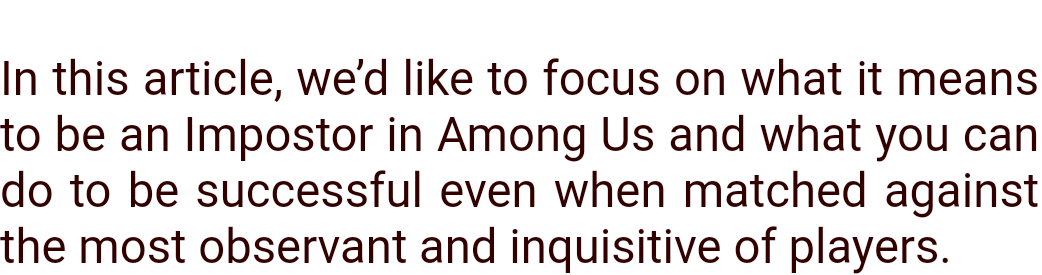 In this article, we’d like to focus on what it means
to be an Impostor in Among Us and what you can
do to be successful even when matched against
the most observant and inquisitive of players.